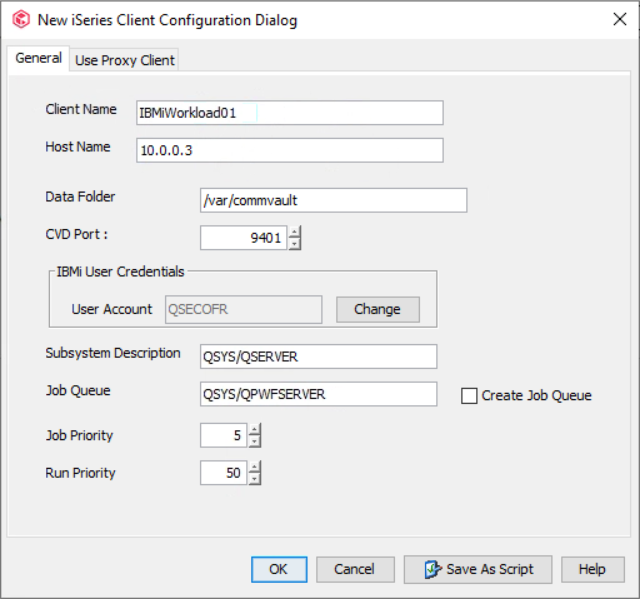 New iSeries Client Configuration Dialog
General Use Proxy Client
Client Name IBMiWorkload01
Host Name 10.0.0.3
Data Folder /var/commvault
CVD Port : 9401
IBMi User Credentials
User Account QSECOFR Change
Subsystem Description QSYS/QSERVER
Job Queue QSYS/QPWFSERVER Create Job Queue
Job Priority 5
Run Priority 50
OK Cancel Save As Script Help